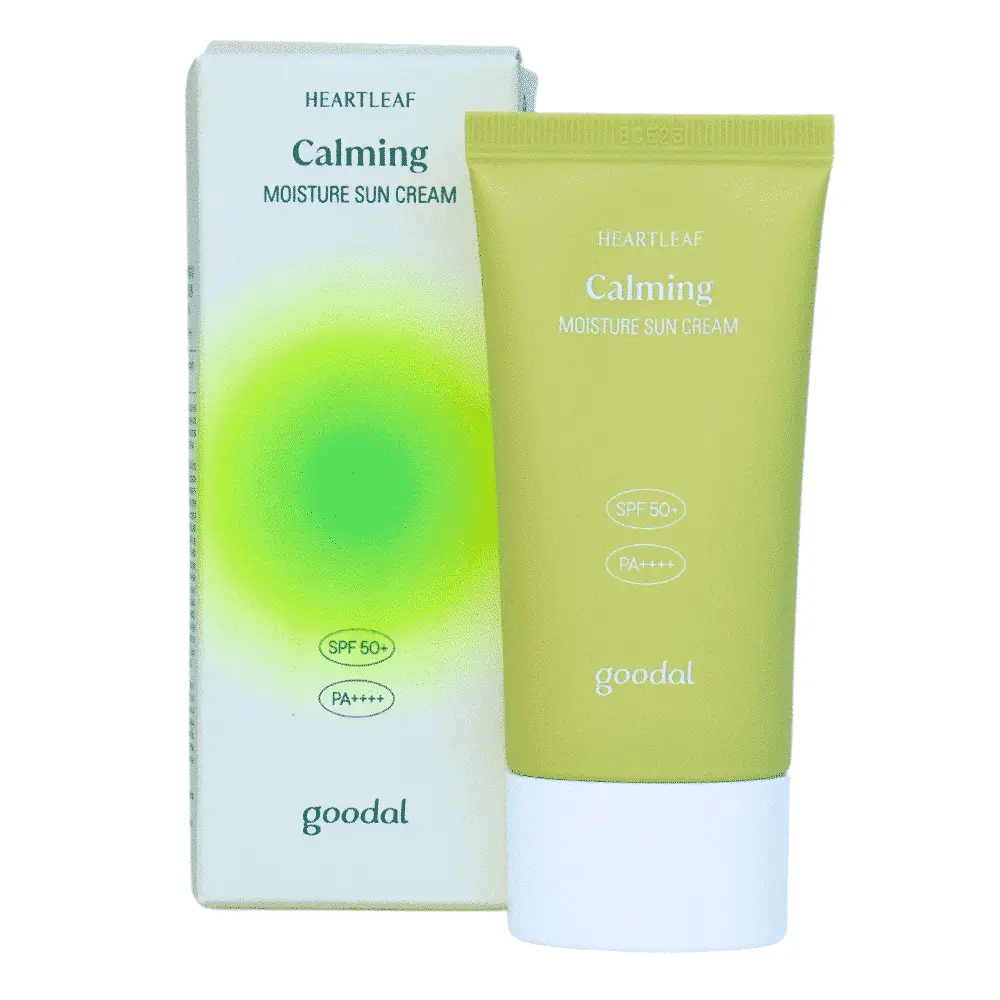 HEARTLEAF
Calming
MOISTURE SUN CREAM
SPF 50+
PA++++
goodal
HEARTLEAF
Calming
MOISTURE SUN CREAM
SPF 50+
PA++++
goodal